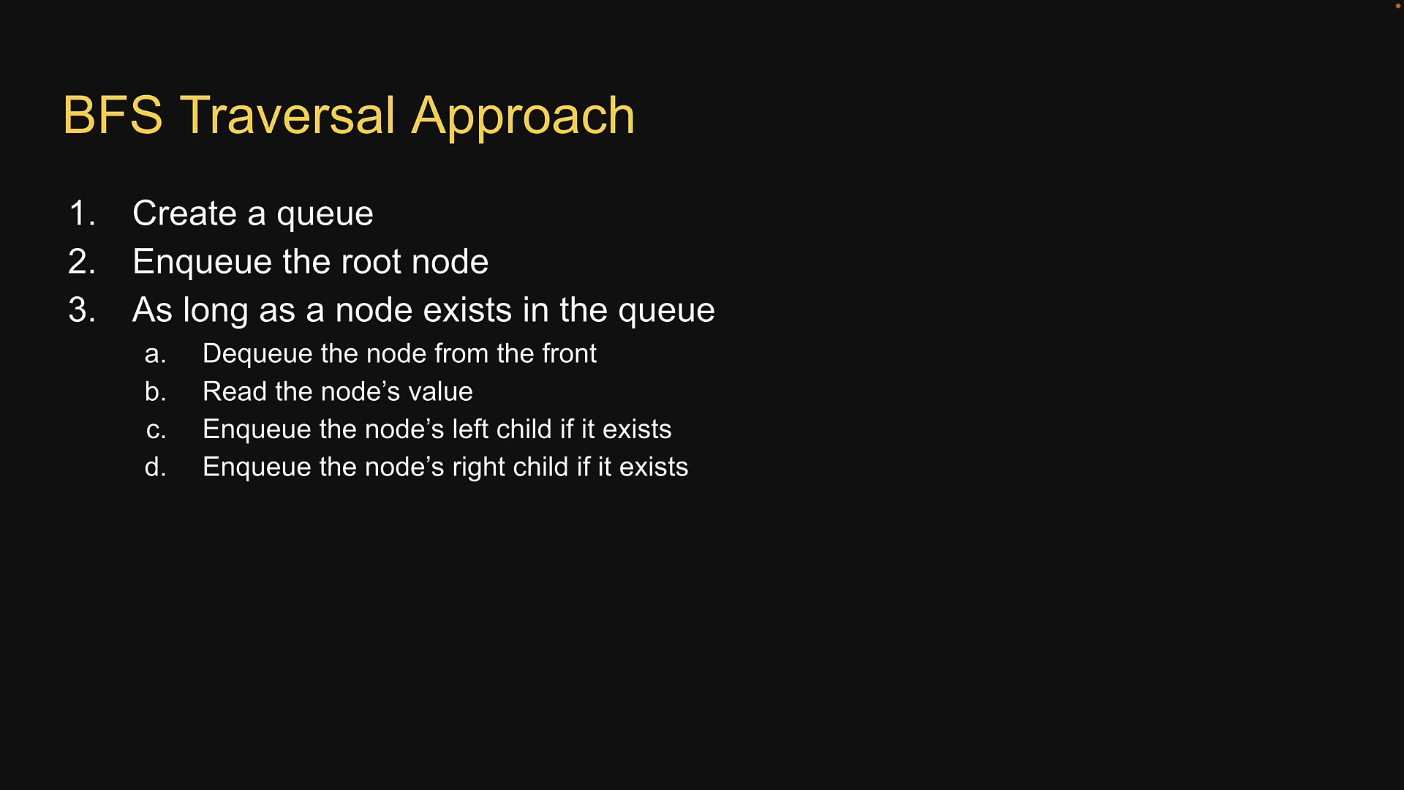 BFS Traversal Approach
1. Create a queue
2. Enqueue the root node
3. As long as a node exists in the queue
a. Dequeue the node from the front
b. Read the node’s value
c. Enqueue the node’s left child if it exists
d. Enqueue the node’s right child if it exists